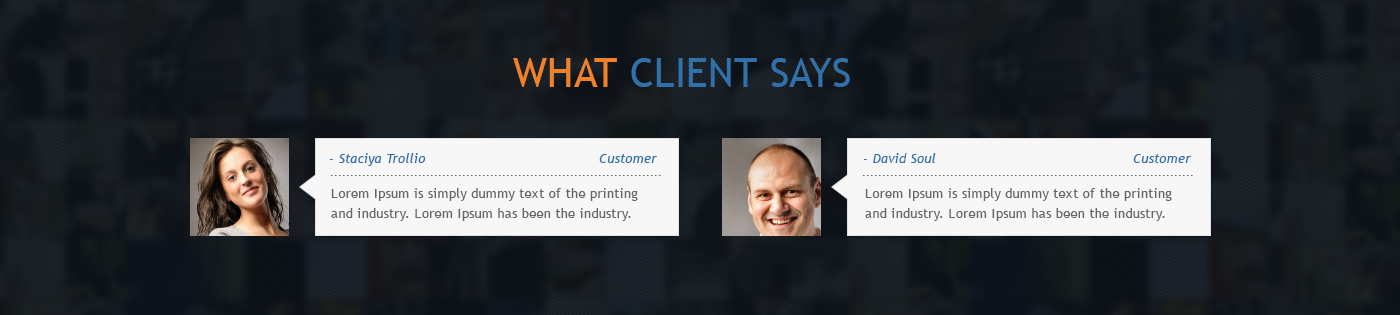 WHAT CLIENT SAYS
- Staciya Trollio Customer
Lorem Ipsum is simply dummy text of the printing
and industry. Lorem Ipsum has been the industry.
- David Soul Customer
Lorem Ipsum is simply dummy text of the printing
and industry. Lorem Ipsum has been the industry.